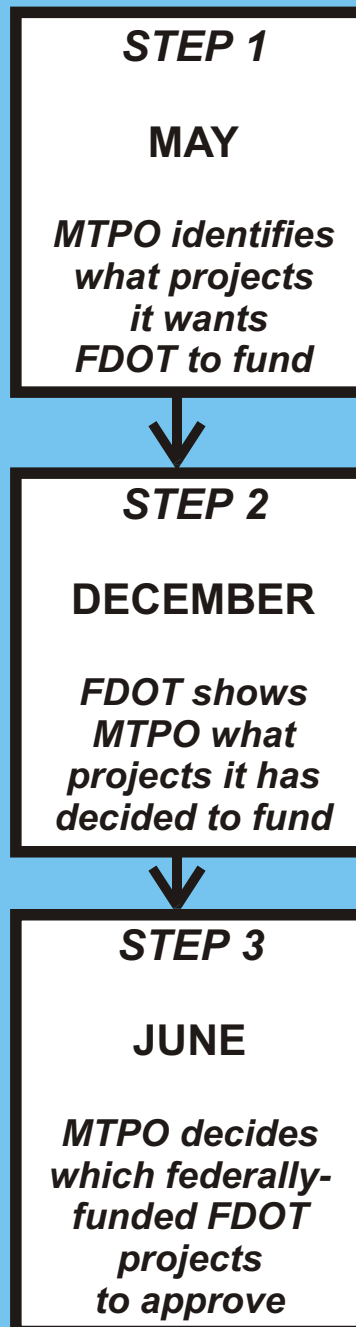 STEP 1
MAY
MTPO identifies
what projects
it wants
FDOT to fund
STEP 2
DECEMBER
FDOT shows
MTPO what
projects it has
decided to fund
STEP 3
JUNE
MTPO decides
which federally-
funded FDOT
projects
to approve